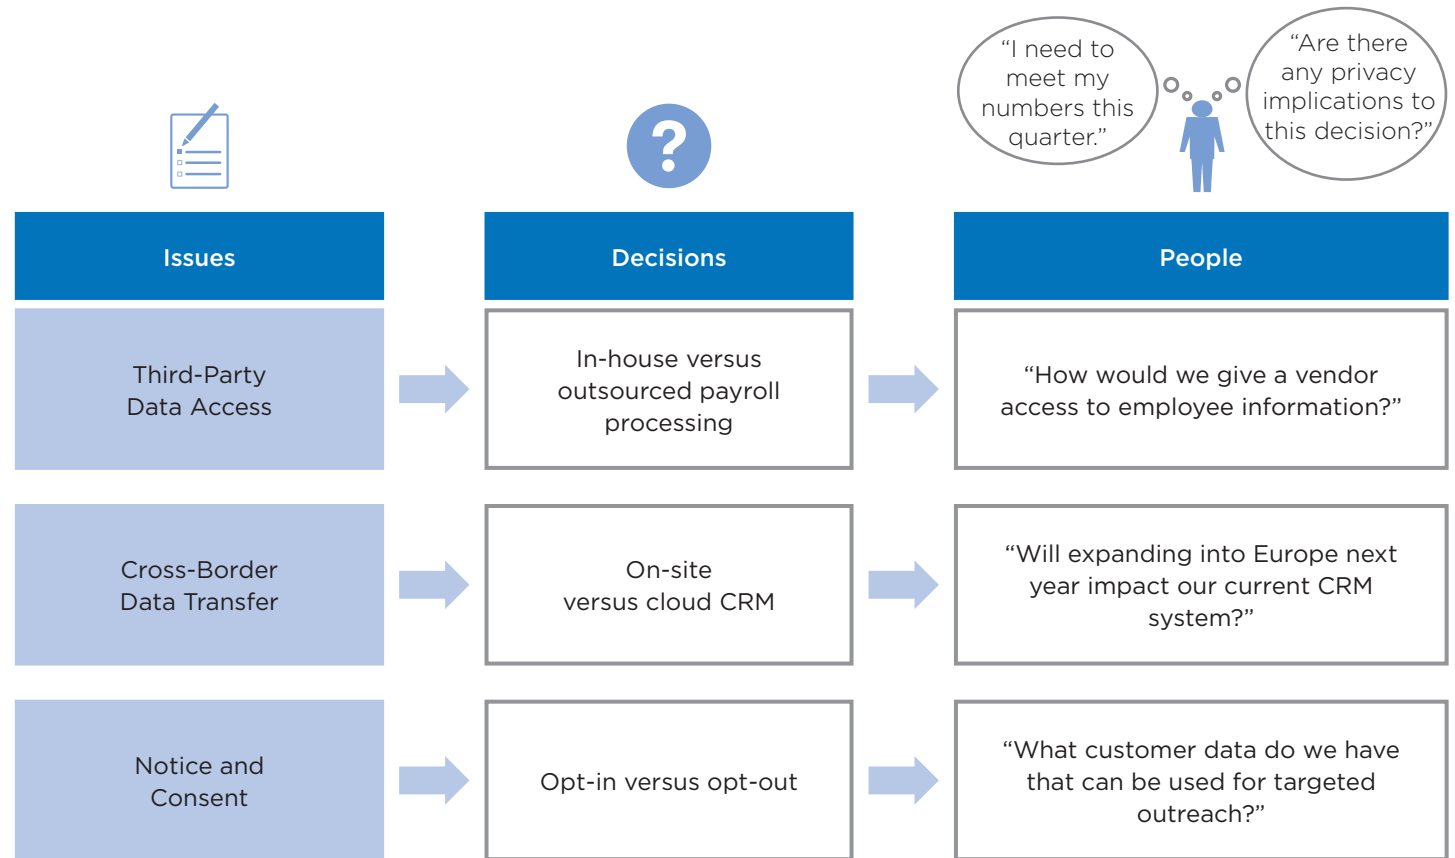 “I need to
meet my
numbers this
quarter.”
“Are there
any privacy
implications to
this decision?”
?
Issues
Decisions
People
Third-Party
Data Access
In-house versus
outsourced payroll
processing
“How would we give a vendor
access to employee information?”
Cross-Border
Data Transfer
On-site
versus cloud CRM
“Will expanding into Europe next
year impact our current CRM
system?”
Notice and
Consent
Opt-in versus opt-out
“What customer data do we have
that can be used for targeted
outreach?”